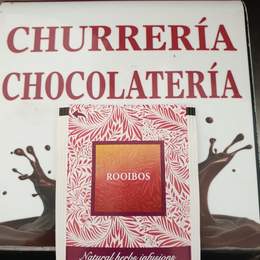 CHURRERÍA
CHOCOLATERÍA
ROOIBOS
Natural herbs infusions